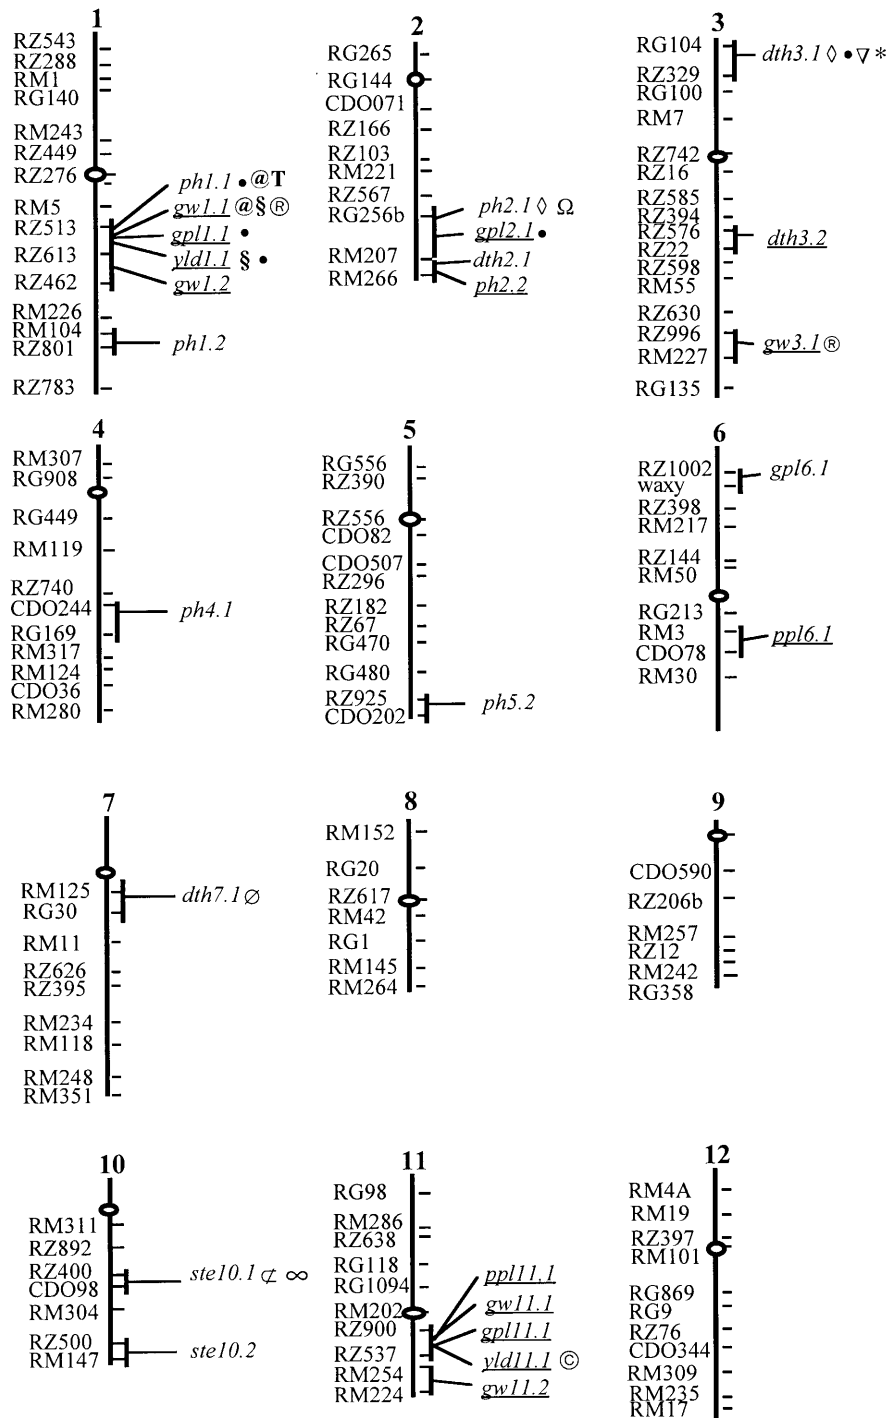 1
RZ543
RZ288
RM1
RG140
RM243
RZ449
RZ276
RM5
RZ513
RZ613
RZ462
RM226
RM104
RZ801
RZ783
ph1.1 • @ T
gw1.1 @ § ®
gpl1.1 •
yld1.1 § •
gw1.2
ph1.2
2
RG265
RG144
CDO071
RZ166
RZ103
RM221
RZ567
RG256b
RM207
RM266
ph2.1 ◊ Ω
gpl2.1 •
dth2.1
ph2.2
3
RG104
RZ329
RG100
RM7
RZ742
RZ16
RZ585
RZ394
RZ576
RZ22
RZ598
RM55
RZ630
RZ996
RM227
RG135
dth3.1 ◊ • ∇ *
dth3.2
gw3.1 ®
4
RM307
RG908
RG449
RM119
RZ740
CDO244
RG169
RM317
RM124
CDO36
RM280
ph4.1
5
RG556
RZ390
RZ556
CDO82
CDO507
RZ296
RZ182
RZ67
RG470
RG480
RZ925
CDO202
ph5.2
6
RZ1002
waxy
RZ398
RM217
RZ144
RM50
RG213
RM3
CDO78
RM30
gpl6.1
ppl6.1
7
RM125
RG30
RM11
RZ626
RZ395
RM234
RM118
RM248
RM351
dth7.1 ∅
8
RM152
RG20
RZ617
RM42
RG1
RM145
RM264
9
CDO590
RZ206b
RM257
RZ12
RM242
RG358
10
RM311
RZ892
RZ400
CDO98
RM304
RZ500
RM147
ste10.1 ⊄ ∞
ste10.2
11
RG98
RM286
RZ638
RG118
RG1094
RM202
RZ900
RZ537
RM254
RM224
ppl11.1
gw11.1
gpl11.1
yld11.1 ©
gw11.2
12
RM4A
RM19
RZ397
RM101
RG869
RG9
RZ76
CDO344
RM309
RM235
RM17